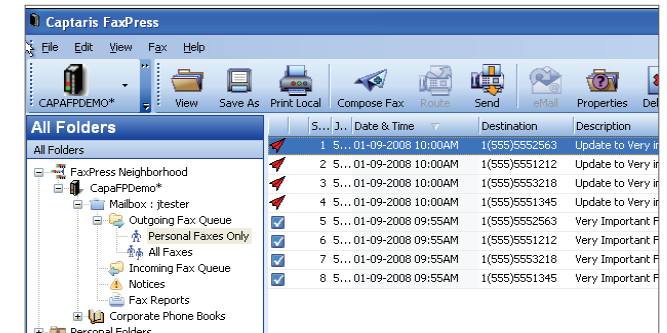 Captaris FaxPress
File Edit View Fax Help
CAPAFPDEMO* View Save As Print Local Compose Fax Route Send eMail Properties Del
All Folders
All Folders
FaxPress Neighborhood
CapaFPDemo*
Mailbox : jtester
Outgoing Fax Queue
Personal Faxes Only
All Faxes
Incoming Fax Queue
Notices
Fax Reports
Corporate Phone Books
Personal Folders
S... J.. Date & Time Destination Description
1 5... 01-09-2008 10:00AM 1(555)5552563 Update to Very i
2 5... 01-09-2008 10:00AM 1(555)5551212 Update to Very i
3 5... 01-09-2008 10:00AM 1(555)5553218 Update to Very i
4 5... 01-09-2008 10:00AM 1(555)5551345 Update to Very i
5 5... 01-09-2008 09:55AM 1(555)5552563 Very Important F
6 5... 01-09-2008 09:55AM 1(555)5551212 Very Important F
7 5... 01-09-2008 09:55AM 1(555)5553218 Very Important F
8 5... 01-09-2008 09:55AM 1(555)5551345 Very Important F